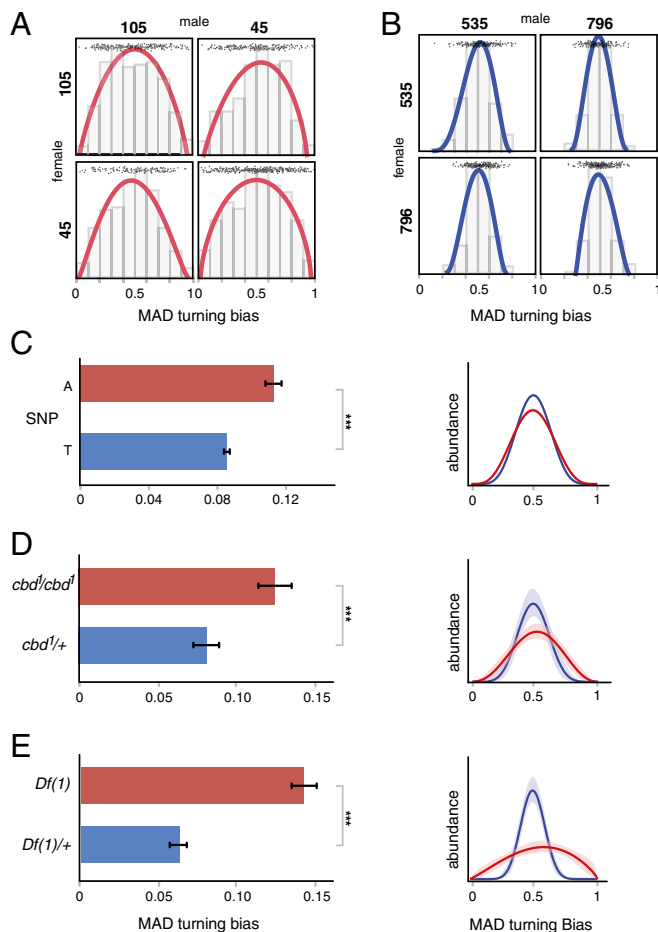 A
male
105
45
105
female
45
0
0.5
10
0.5
1
MAD turning bias
B
male
535
796
535
female
796
0
0.5
10
0.5
1
MAD turning bias
C
A
SNP
T
***
0
0.04
0.08
0.12
abundance
0
0.5
1
D
cbd¹/cbd¹
cbd¹/+
***
0
0.05
0.10
0.15
abundance
0
0.5
1
E
Df(1)
Df(1)/+
***
0
0.05
0.10
0.15
MAD turning bias
abundance
0
0.5
1
MAD turning Bias